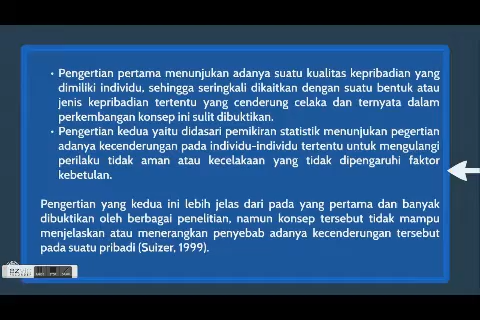 • Pengertian pertama menunjukan adanya suatu kualitas kepribadian yang
dimiliki individu, sehingga seringkali dikaitkan dengan suatu bentuk atau
jenis kepribadian tertentu yang cenderung celaka dan ternyata dalam
perkembangan konsep ini sulit dibuktikan.
• Pengertian kedua yaitu didasari pemikiran statistik menunjukan pegertian
adanya kecenderungan pada individu-individu tertentu untuk mengulangi
perilaku tidak aman atau kecelakaan yang tidak dipengaruhi faktor
kebetulan.
Pengertian yang kedua ini lebih jelas dari pada yang pertama dan banyak
dibuktikan oleh berbagai penelitian, namun konsep tersebut tidak mampu
menjelaskan atau menerangkan penyebab adanya kecenderungan tersebut
pada suatu pribadi (Suizer, 1999).